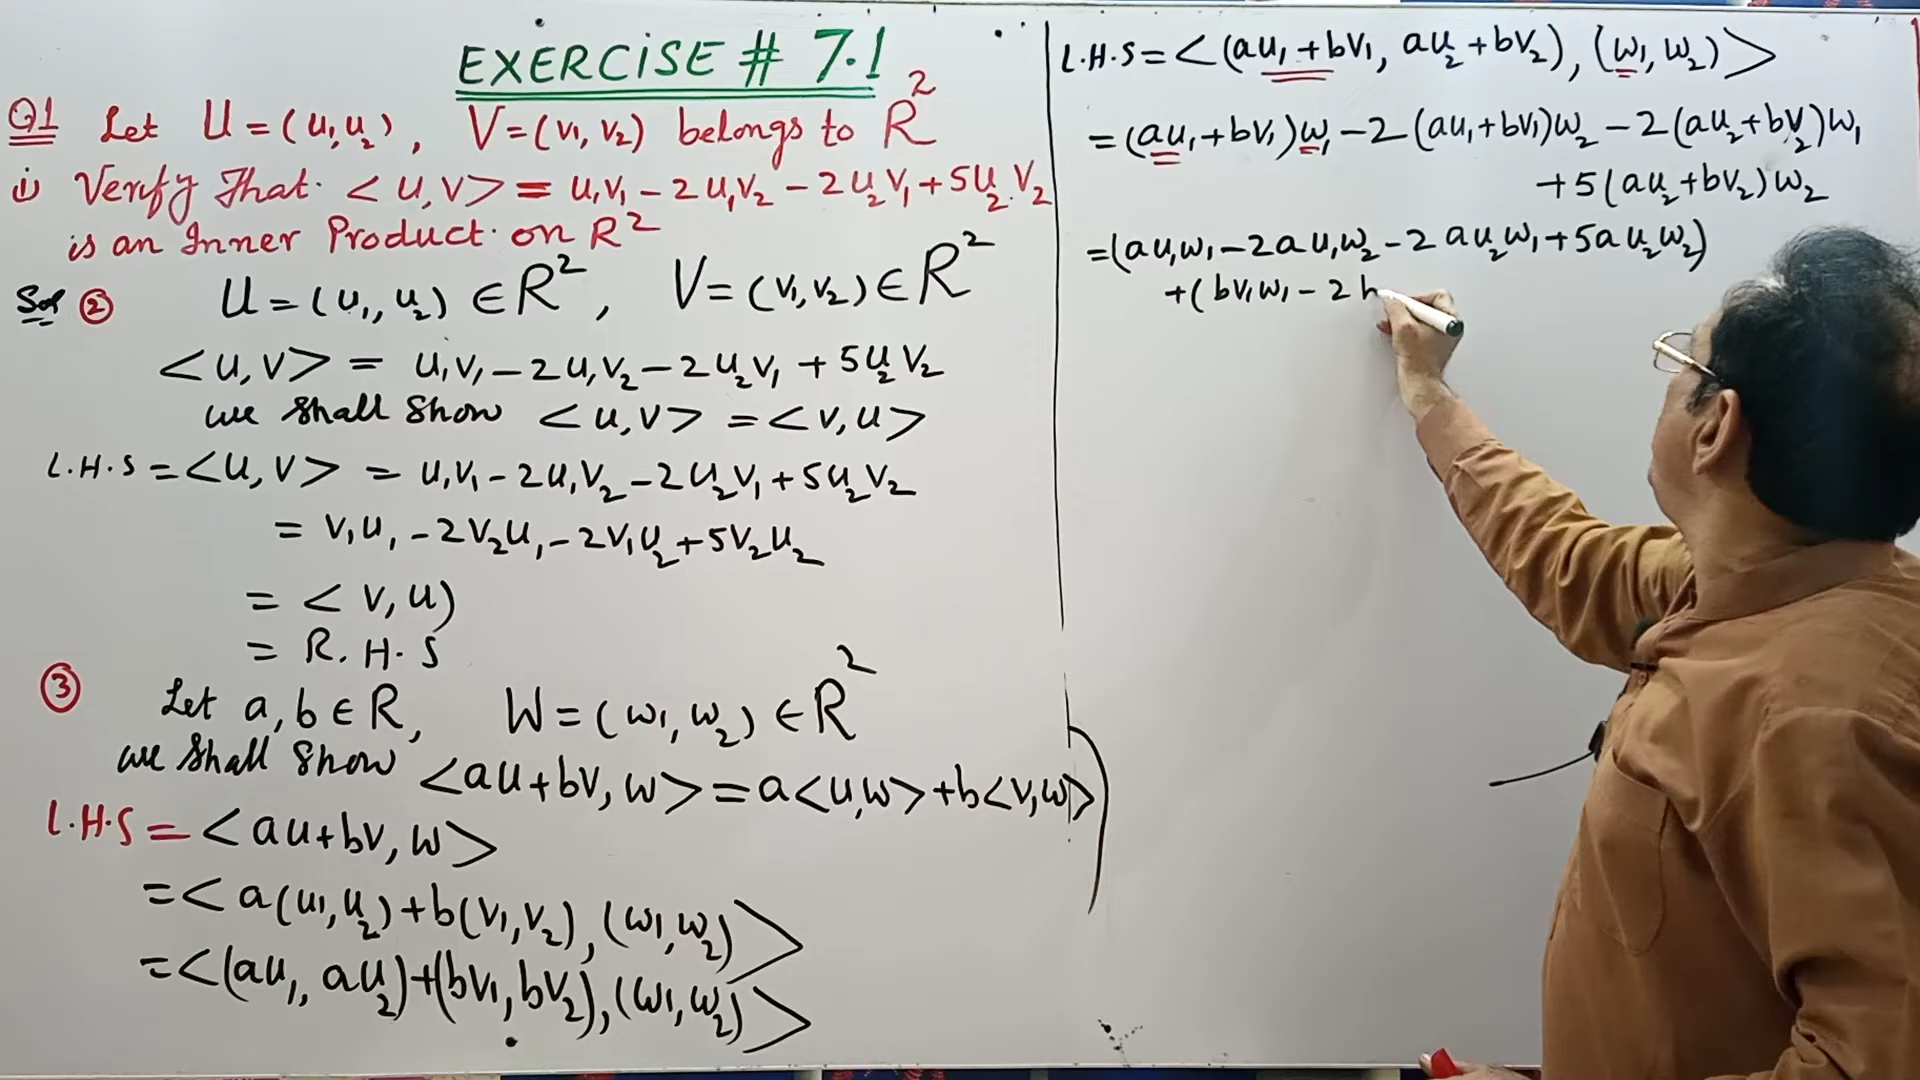 EXERCISE # 7.1
Q1 Let U = (u₁,u₂), V = (v₁, v₂) belongs to R²
i) Verify That. <u,v> = u₁v₁ - 2u₁v₂ - 2u₂v₁ + 5u₂v₂
is an Inner Product. on R²
Sol ② U = (u₁, u₂) ∈ R², V = (v₁,v₂) ∈ R²
<u,v> = u₁v₁ - 2u₁v₂ - 2u₂v₁ + 5u₂v₂
we shall show <u,v> = <v,u>
L.H.S = <u,v> = u₁v₁ - 2u₁v₂ - 2u₂v₁ + 5u₂v₂
= v₁u₁ - 2v₂u₁ - 2v₁u₂ + 5v₂u₂
= <v,u)
= R.H.S
③ Let a,b ∈ R, W = (w₁, w₂) ∈ R²
we shall show <au+bv, w> = a<u,w> + b<v,w>
L.H.S = <au+bv, w>
= <a(u₁,u₂) + b(v₁,v₂), (w₁,w₂)>
= <(au₁, au₂) + (bv₁, bv₂), (w₁,w₂)>
L.H.S = <(au₁ + bv₁, au₂ + bv₂), (w₁, w₂)>
= (au₁ + bv₁)w₁ - 2(au₁ + bv₁)w₂ - 2(au₂ + bv₂)w₁
+ 5(au₂ + bv₂)w₂
= (au₁w₁ - 2au₁w₂ - 2au₂w₁ + 5au₂w₂)
+ (bv₁w₁ - 2b